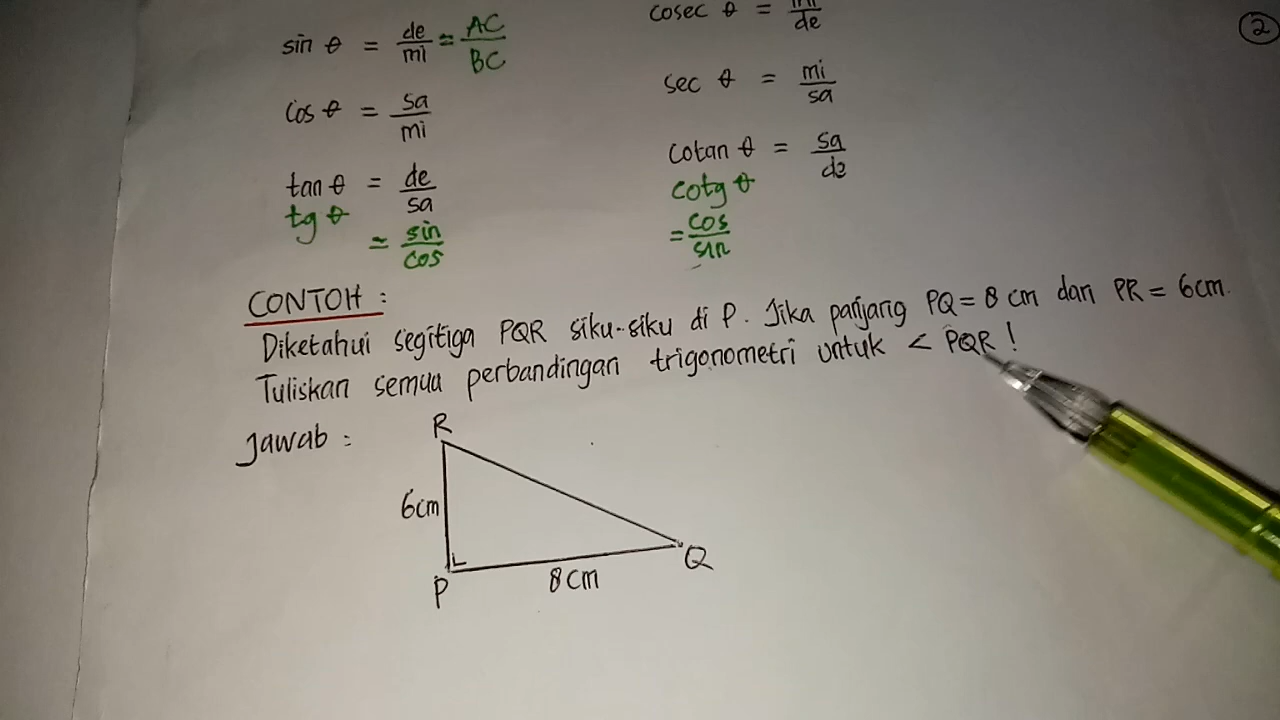 cosec θ = mi/de
2
sin θ = de/mi = AC/BC
sec θ = mi/sa
cos θ = sa/mi
cotan θ = sa/de
cotg θ
= cos/sin
tan θ = de/sa
tg θ
= sin/cos
CONTOH :
Diketahui segitiga PQR siku-siku di P. Jika panjang PQ = 8 cm dan PR = 6cm.
Tuliskan semua perbandingan trigonometri untuk < PQR !
Jawab :
R
6cm
P
8 cm
Q